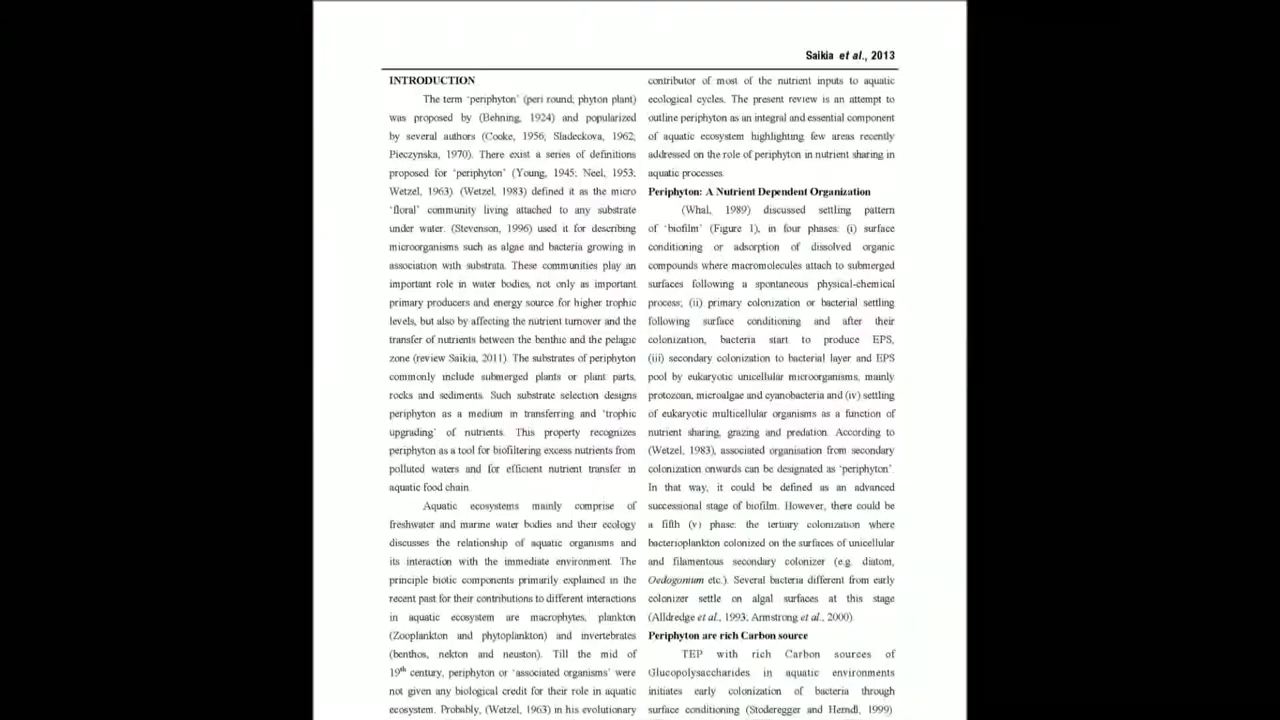 Saikia et al., 2013
INTRODUCTION
The term ‘periphyton’ (peri round; phyton plant)
was proposed by (Behning, 1924) and popularized
by several authors (Cooke, 1956; Sladeckova, 1962;
Pieczynska, 1970). There exist a series of definitions
proposed for ‘periphyton’ (Young, 1945; Neel, 1953;
Wetzel, 1963). (Wetzel, 1983) defined it as the micro
‘floral’ community living attached to any substrate
under water. (Stevenson, 1996) used it for describing
microorganisms such as algae and bacteria growing in
association with substrata. These communities play an
important role in water bodies, not only as important
primary producers and energy source for higher trophic
levels, but also by affecting the nutrient turnover and the
transfer of nutrients between the benthic and the pelagic
zone (review Saikia, 2011). The substrates of periphyton
commonly include submerged plants or plant parts,
rocks and sediments. Such substrate selection designs
periphyton as a medium in transferring and ‘trophic
upgrading’ of nutrients. This property recognizes
periphyton as a tool for biofiltering excess nutrients from
polluted waters and for efficient nutrient transfer in
aquatic food chain.
Aquatic ecosystems mainly comprise of
freshwater and marine water bodies and their ecology
discusses the relationship of aquatic organisms and
its interaction with the immediate environment. The
principle biotic components primarily explained in the
recent past for their contributions to different interactions
in aquatic ecosystem are macrophytes, plankton
(Zooplankton and phytoplankton) and invertebrates
(benthos, nekton and neuston). Till the mid of
19th century, periphyton or ‘associated organisms’ were
not given any biological credit for their role in aquatic
ecosystem. Probably, (Wetzel, 1963) in his evolutionary
contributor of most of the nutrient inputs to aquatic
ecological cycles. The present review is an attempt to
outline periphyton as an integral and essential component
of aquatic ecosystem highlighting few areas recently
addressed on the role of periphyton in nutrient sharing in
aquatic processes.
Periphyton: A Nutrient Dependent Organization
(Whal, 1989) discussed settling pattern
of ‘biofilm’ (Figure 1), in four phases: (i) surface
conditioning or adsorption of dissolved organic
compounds where macromolecules attach to submerged
surfaces following a spontaneous physical-chemical
process; (ii) primary colonization or bacterial settling
following surface conditioning and after their
colonization, bacteria start to produce EPS,
(iii) secondary colonization to bacterial layer and EPS
pool by eukaryotic unicellular microorganisms, mainly
protozoan, microalgae and cyanobacteria and (iv) settling
of eukaryotic multicellular organisms as a function of
nutrient sharing, grazing and predation. According to
(Wetzel, 1983), associated organisation from secondary
colonization onwards can be designated as ‘periphyton’.
In that way, it could be defined as an advanced
successional stage of biofilm. However, there could be
a fifth (v) phase: the tertiary colonization where
bacterioplankton colonized on the surfaces of unicellular
and filamentous secondary colonizer (e.g. diatom,
Oedogonium etc.). Several bacteria different from early
colonizer settle on algal surfaces at this stage
(Alldredge et al., 1993; Armstrong et al., 2000).
Periphyton are rich Carbon source
TEP with rich Carbon sources of
Glucopolysaccharides in aquatic environments
initiates early colonization of bacteria through
surface conditioning (Stoderegger and Herndl, 1999).